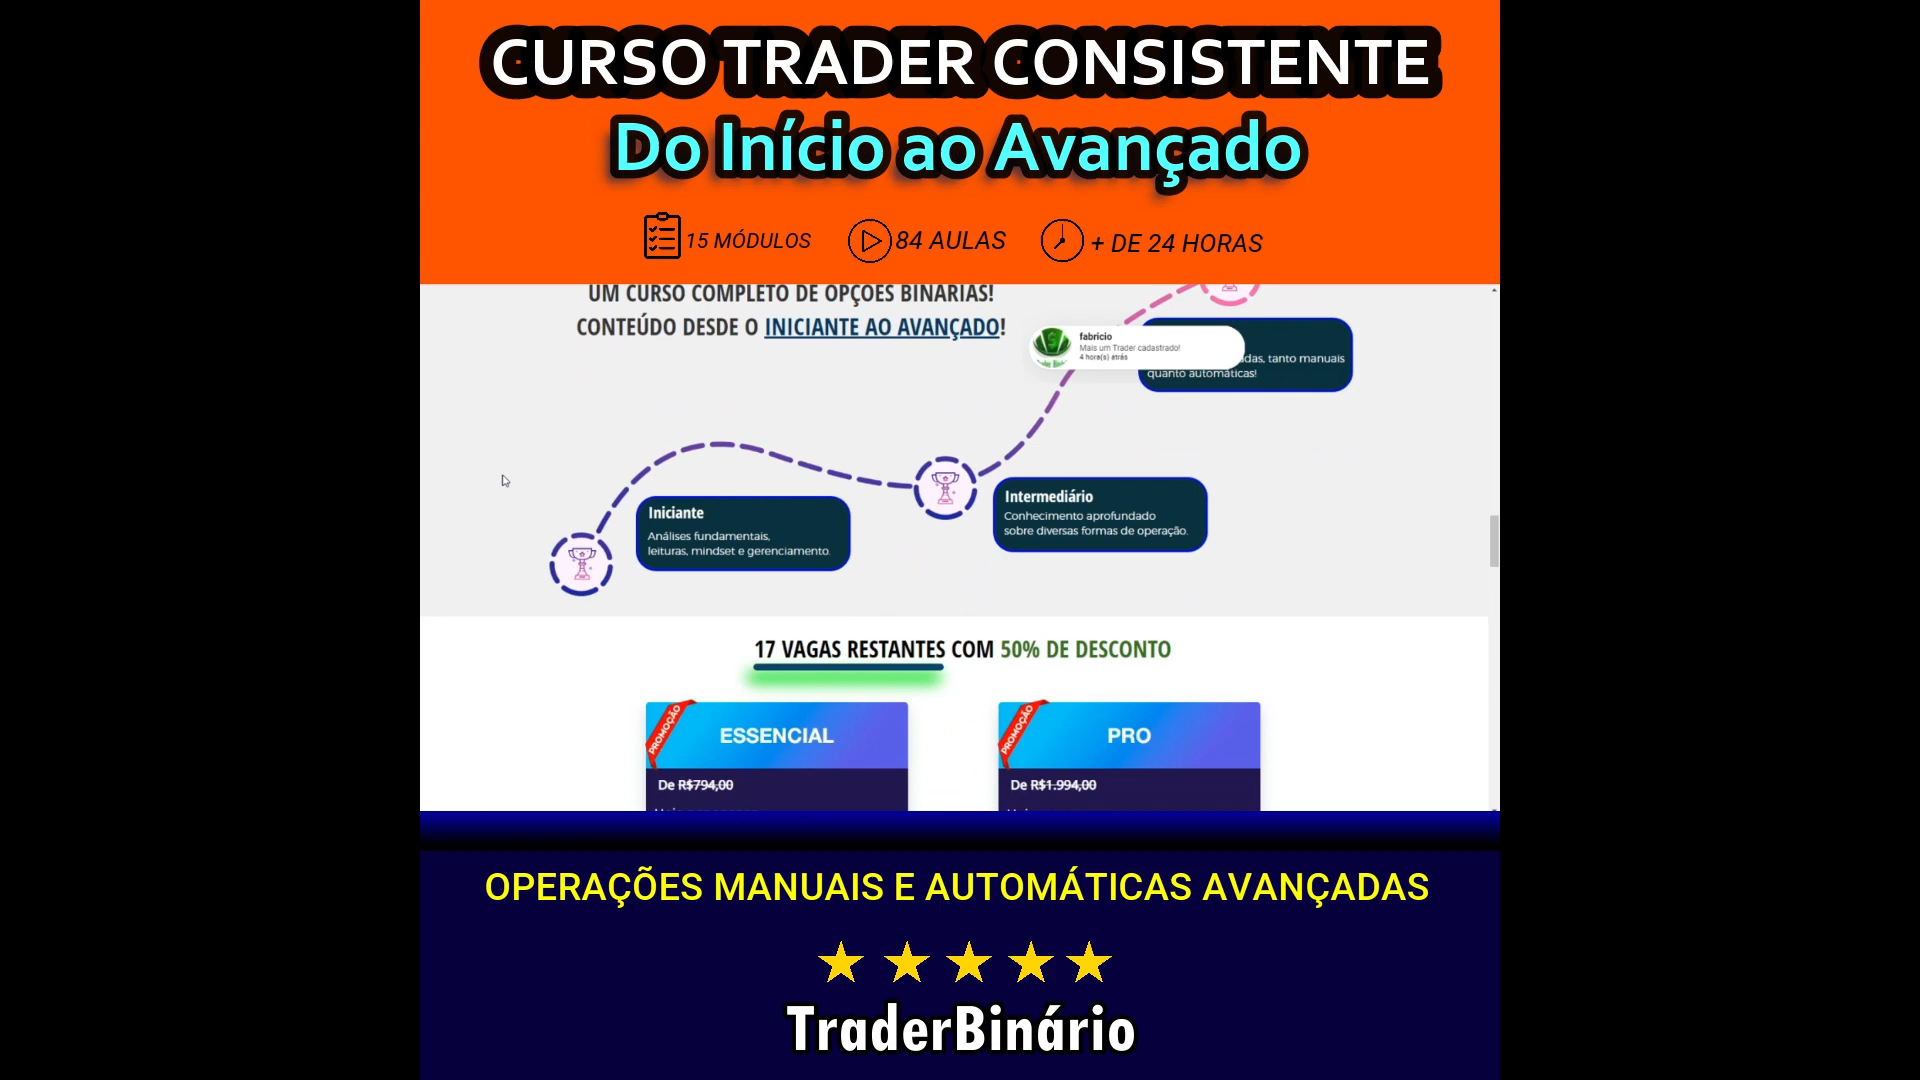 CURSO TRADER CONSISTENTE
Do Início ao Avançado
15 MÓDULOS
84 AULAS
+ DE 24 HORAS
UM CURSO COMPLETO DE OPÇÕES BINÁRIAS!
CONTEÚDO DESDE O INICIANTE AO AVANÇADO!
fabricio
Mais um Trader cadastrado!
4 hora(s) atrás
tanto manuais
quanto automáticas!
Intermediário
Conhecimento aprofundado
sobre diversas formas de operação.
Iniciante
Análises fundamentais,
leituras, mindset e gerenciamento.
17 VAGAS RESTANTES COM 50% DE DESCONTO
PROMOÇÃO
ESSENCIAL
De R$794,00
PROMOÇÃO
PRO
De R$1.994,00
OPERAÇÕES MANUAIS E AUTOMÁTICAS AVANÇADAS
TraderBinário